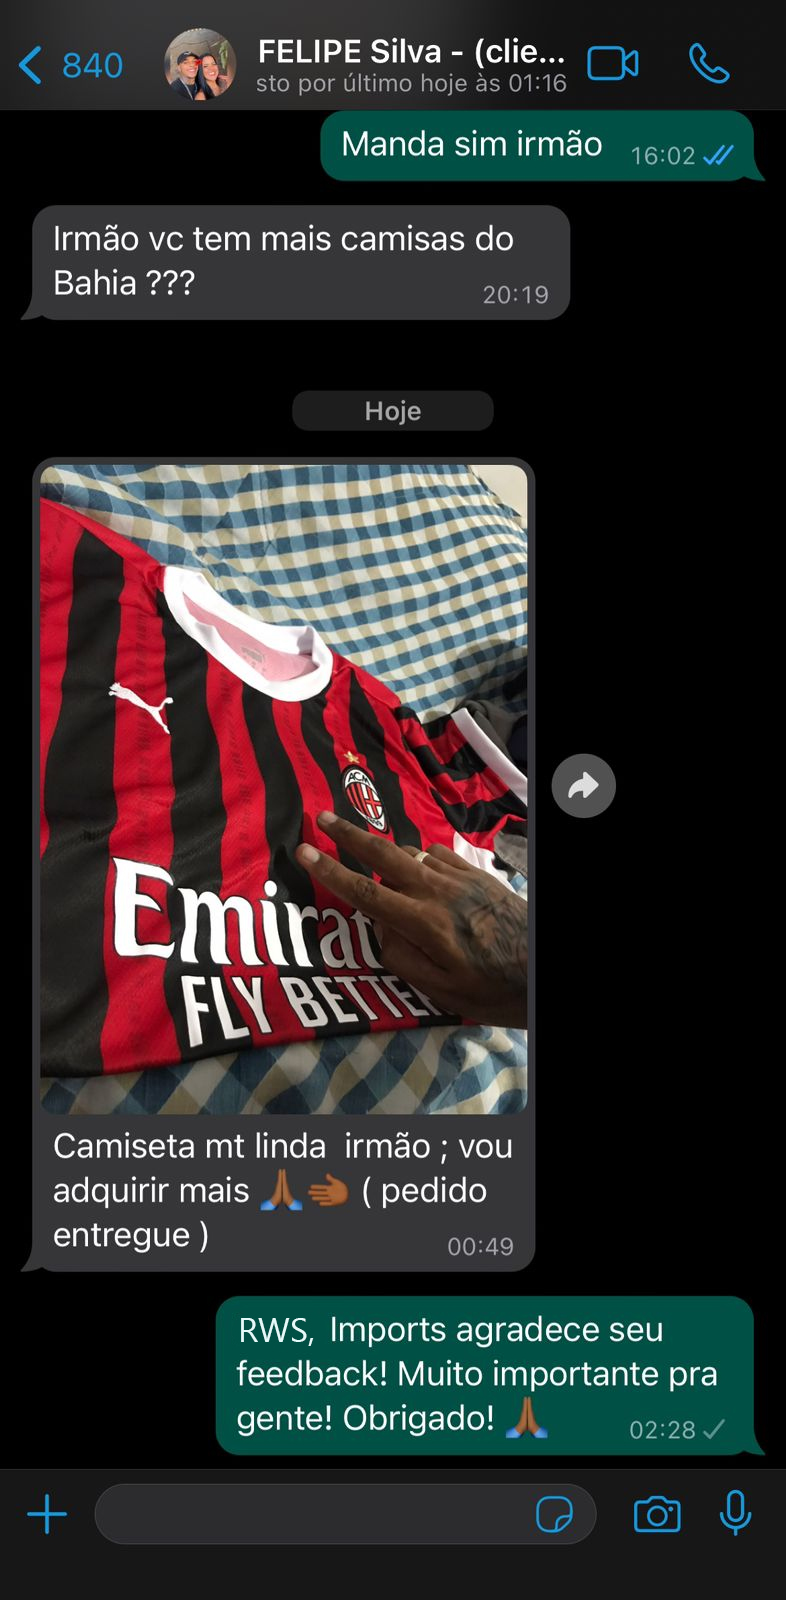 840
FELIPE Silva - (clie...
sto por último hoje às 01:16
Manda sim irmão
16:02
Irmão vc tem mais camisas do
Bahia ???
20:19
Hoje
ACM
Emirat
FLY BETTER
Camiseta mt linda irmão ; vou
adquirir mais 🙏🏾🫲🏾 ( pedido
entregue )
00:49
RWS, Imports agradece seu
feedback! Muito importante pra
gente! Obrigado! 🙏🏾
02:28